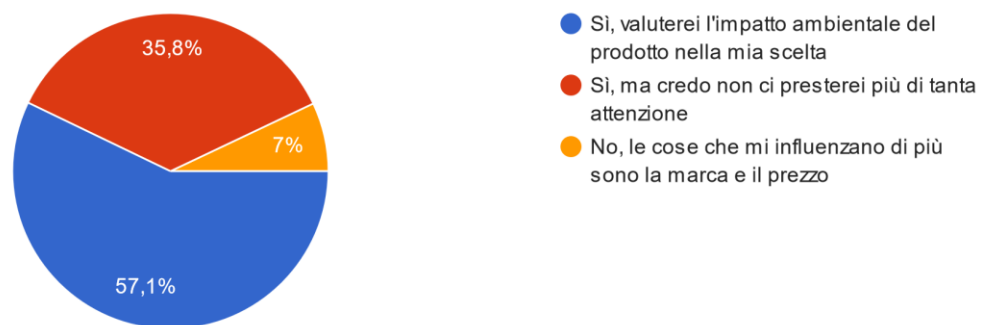 35,8%
7%
57,1%
Sì, valuterei l'impatto ambientale del
prodotto nella mia scelta
Sì, ma credo non ci presterei più di tanta
attenzione
No, le cose che mi influenzano di più
sono la marca e il prezzo